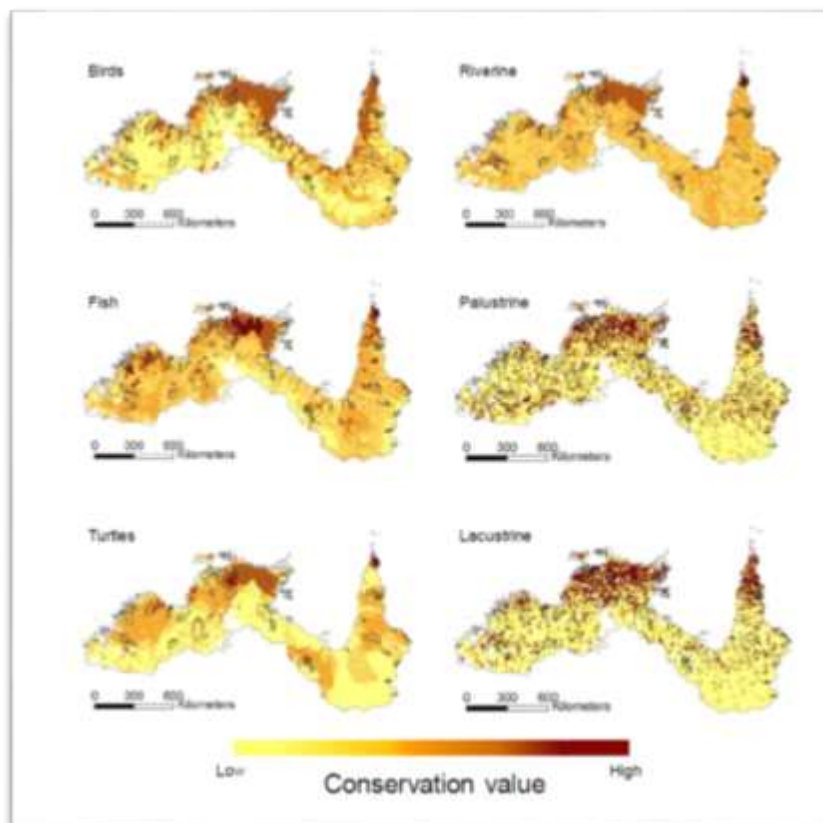 Birds
0 300 600
Kilometers
Riverine
0 300 600
Kilometers
Fish
0 300 600
Kilometers
Palustrine
0 300 600
Kilometers
Turtles
0 300 600
Kilometers
Lacustrine
0 300 600
Kilometers
Low High
Conservation value